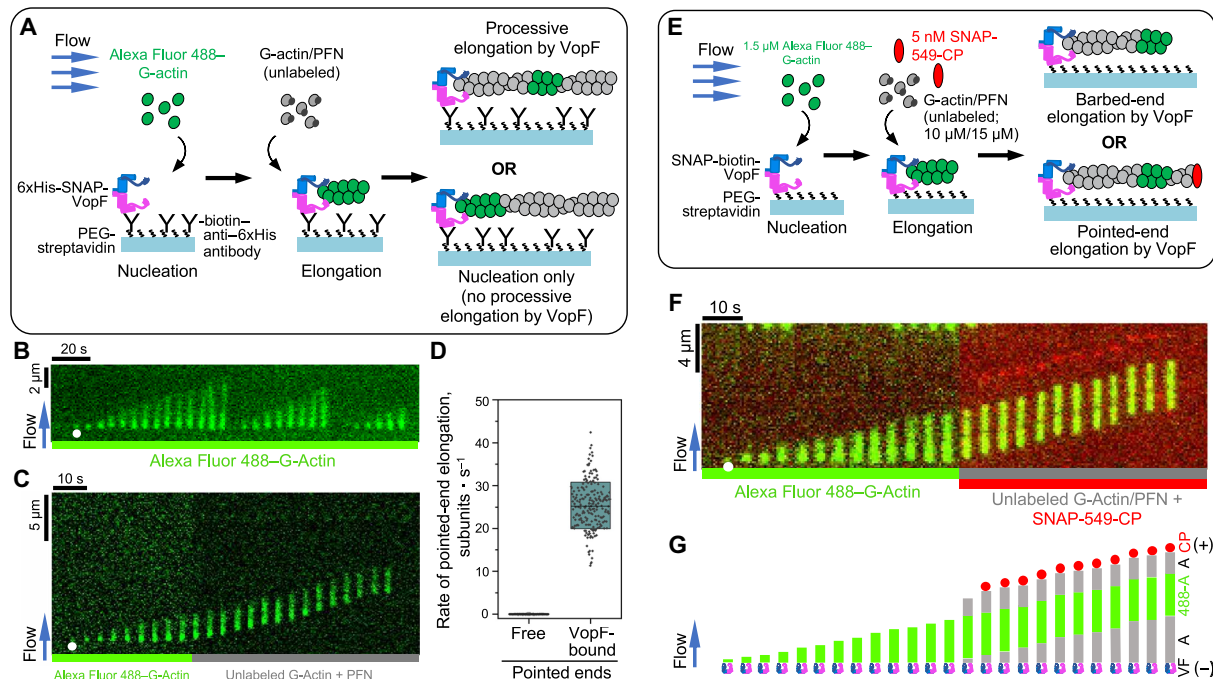 A
Flow
Alexa Fluor 488–
G-actin
G-actin/PFN
(unlabeled)
Processive
elongation by VopF
OR
6xHis-SNAP-
VopF
PEG-
streptavidin
biotin–
anti–6xHis
antibody
Nucleation
Elongation
Nucleation only
(no processive
elongation by VopF)
E
Flow
1.5 µM Alexa Fluor 488–
G-actin
5 nM SNAP-
549-CP
G-actin/PFN
(unlabeled;
10 µM/15 µM)
SNAP-biotin-
VopF
PEG-
streptavidin
Nucleation
Elongation
Barbed-end
elongation by VopF
OR
Pointed-end
elongation by VopF
B
20 s
2 µm
Flow
Alexa Fluor 488–G-Actin
C
10 s
5 µm
Flow
Alexa Fluor 488–G-Actin
Unlabeled G-Actin + PFN
D
Rate of pointed-end elongation,
subunits · s⁻¹
50
40
30
20
10
0
Free
VopF-
bound
Pointed ends
F
10 s
4 µm
Flow
Alexa Fluor 488–G-Actin
Unlabeled G-Actin/PFN +
SNAP-549-CP
G
Flow
VF A 488-A A CP
(+)
(–)